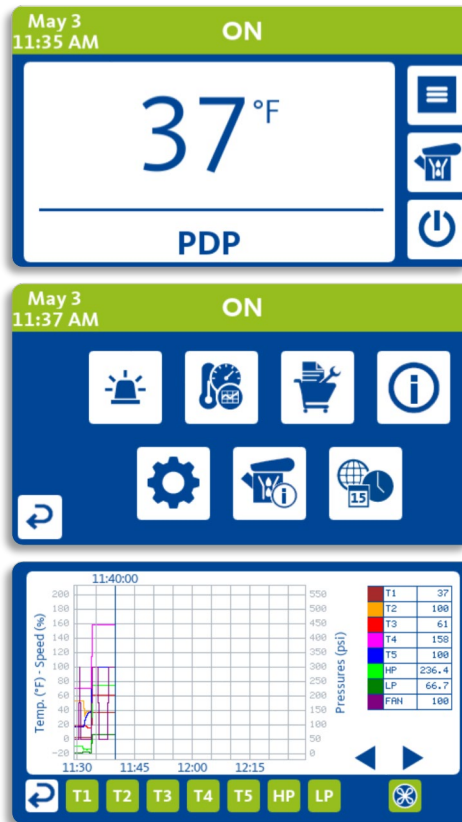 May 3
11:35 AM
ON
37 °F
PDP
May 3
11:37 AM
ON
i
15
i
11:40:00
Temp. (°F) - Speed (%)
200
180
160
140
120
100
80
60
40
20
0
-20
550
500
450
400
350
300
250
200
150
100
50
0
Pressures (psi)
11:30 11:45 12:00 12:15
T1 37
T2 100
T3 61
T4 158
T5 100
HP 236.4
LP 66.7
FAN 100
T1 T2 T3 T4 T5 HP LP